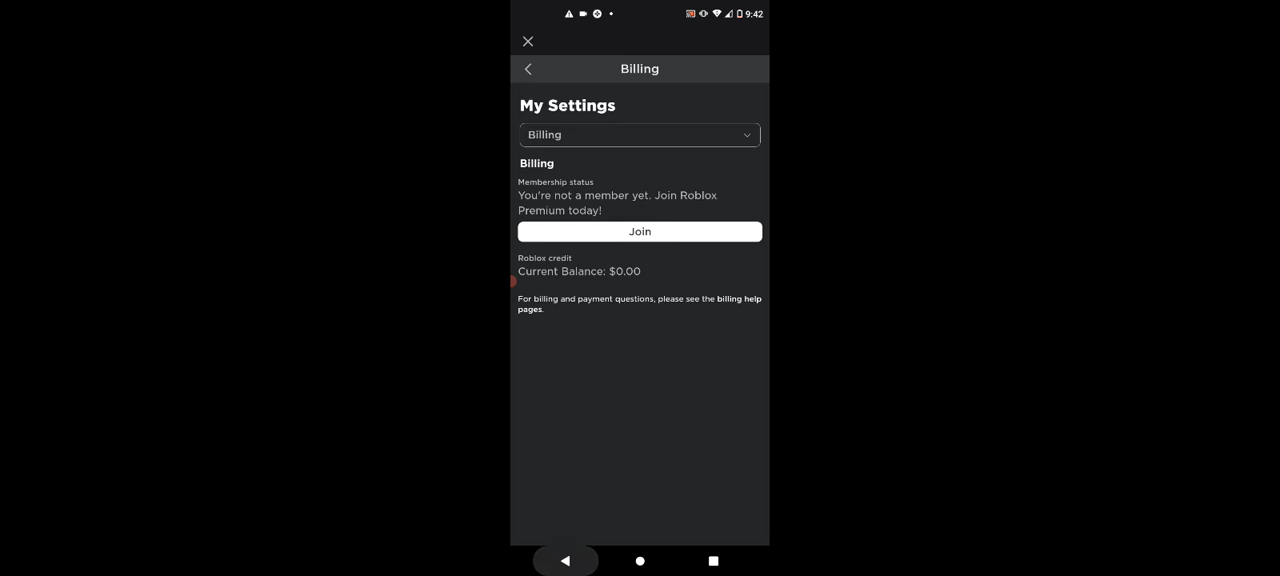 9:42
Billing
My Settings
Billing
Billing
Membership status
You're not a member yet. Join Roblox
Premium today!
Join
Roblox credit
Current Balance: $0.00
For billing and payment questions, please see the billing help
pages.